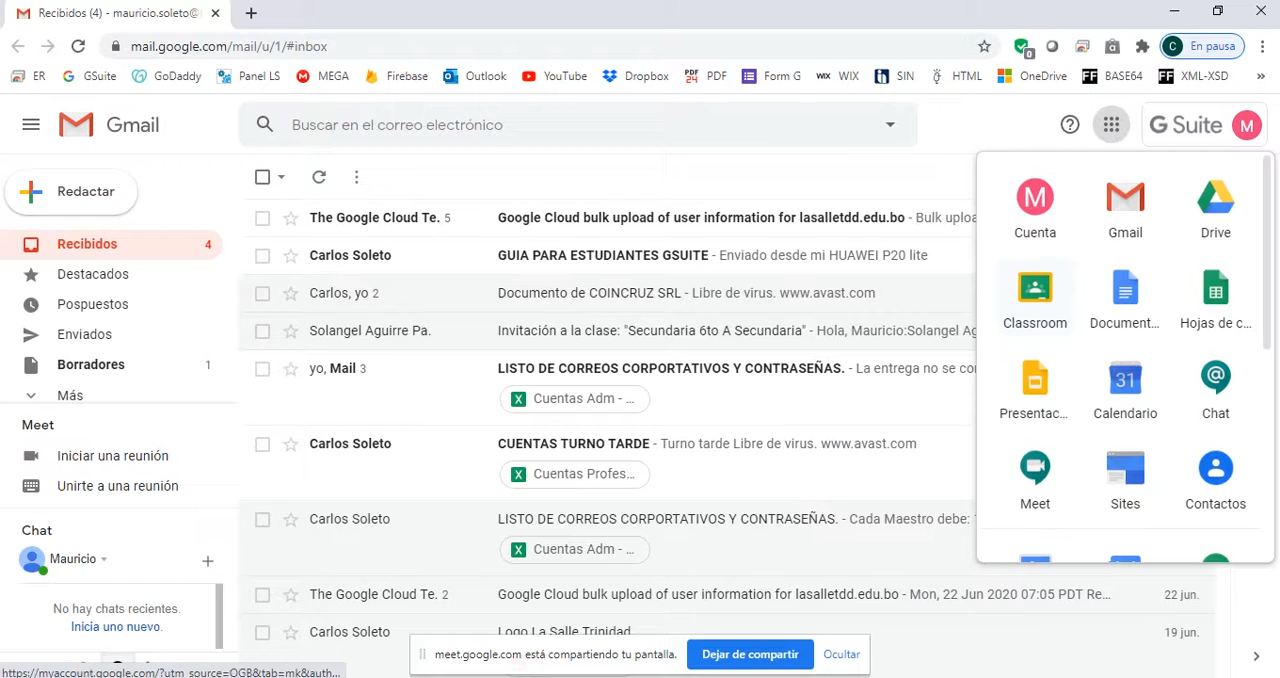 Recibidos (4) - mauricio.soleto@
mail.google.com/mail/u/1/#inbox
C En pausa
0
ER GSuite GoDaddy Panel LS MEGA Firebase Outlook YouTube Dropbox PDF Form G WIX SIN HTML OneDrive BASE64 XML-XSD »
Gmail
Buscar en el correo electrónico
G Suite M
Redactar
Recibidos 4
Destacados
Pospuestos
Enviados
Borradores 1
Más
Meet
Iniciar una reunión
Unirte a una reunión
Chat
Mauricio
No hay chats recientes.
Inicia uno nuevo.
The Google Cloud Te. 5 Google Cloud bulk upload of user information for lasalletdd.edu.bo - Bulk uploa
Carlos Soleto GUIA PARA ESTUDIANTES GSUITE - Enviado desde mi HUAWEI P20 lite
Carlos, yo 2 Documento de COINCRUZ SRL - Libre de virus. www.avast.com
Solangel Aguirre Pa. Invitación a la clase: "Secundaria 6to A Secundaria" - Hola, Mauricio:Solangel Ag
yo, Mail 3 LISTO DE CORREOS CORPORTATIVOS Y CONTRASEÑAS. - La entrega no se co
Cuentas Adm - ...
Carlos Soleto CUENTAS TURNO TARDE - Turno tarde Libre de virus. www.avast.com
Cuentas Profes...
Carlos Soleto LISTO DE CORREOS CORPORTATIVOS Y CONTRASEÑAS. - Cada Maestro debe:
Cuentas Adm - ...
The Google Cloud Te. 2 Google Cloud bulk upload of user information for lasalletdd.edu.bo - Mon, 22 Jun 2020 07:05 PDT Re... 22 jun.
Carlos Soleto Logo La Salle Trinidad 19 jun.
M
Cuenta Gmail Drive
Classroom Document... Hojas de c...
31
Presentac... Calendario Chat
Meet Sites Contactos
meet.google.com está compartiendo tu pantalla. Dejar de compartir Ocultar
https://myaccount.google.com/?utm_source=OGB&tab=mk&auth...